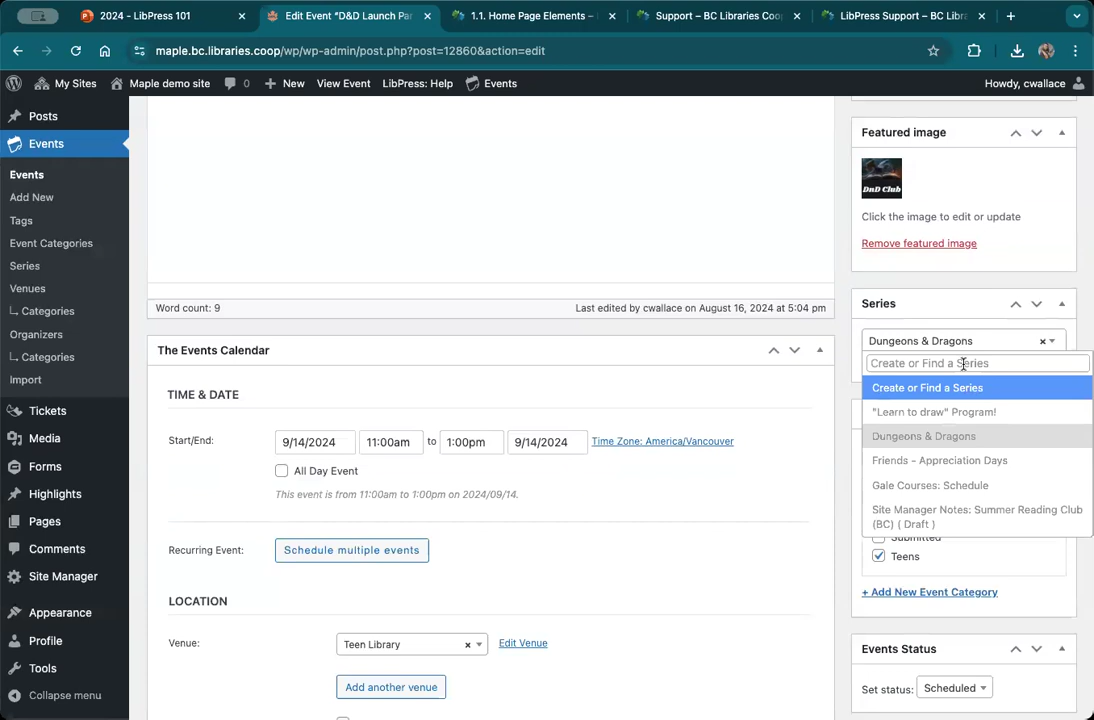 2024 - LibPress 101
Edit Event "D&D Launch Par
1.1. Home Page Elements –
Support – BC Libraries Coo
LibPress Support – BC Libra
maple.bc.libraries.coop/wp/wp-admin/post.php?post=12860&action=edit
My Sites
Maple demo site
0
New
View Event
LibPress: Help
Events
Howdy, cwallace
Posts
Events
Events
Add New
Tags
Event Categories
Series
Venues
Categories
Organizers
Categories
Import
Tickets
Media
Forms
Highlights
Pages
Comments
Site Manager
Appearance
Profile
Tools
Collapse menu
Word count: 9
Last edited by cwallace on August 16, 2024 at 5:04 pm
The Events Calendar
TIME & DATE
Start/End:
9/14/2024
11:00am
to
1:00pm
9/14/2024
Time Zone: America/Vancouver
All Day Event
This event is from 11:00am to 1:00pm on 2024/09/14.
Recurring Event:
Schedule multiple events
LOCATION
Venue:
Teen Library
Edit Venue
Add another venue
Featured image
DnD Club
Click the image to edit or update
Remove featured image
Series
Dungeons & Dragons
Create or Find a Series
Create or Find a Series
"Learn to draw" Program!
Dungeons & Dragons
Friends – Appreciation Days
Gale Courses: Schedule
Site Manager Notes: Summer Reading Club
(BC) ( Draft )
Submitted
Teens
+ Add New Event Category
Events Status
Set status:
Scheduled